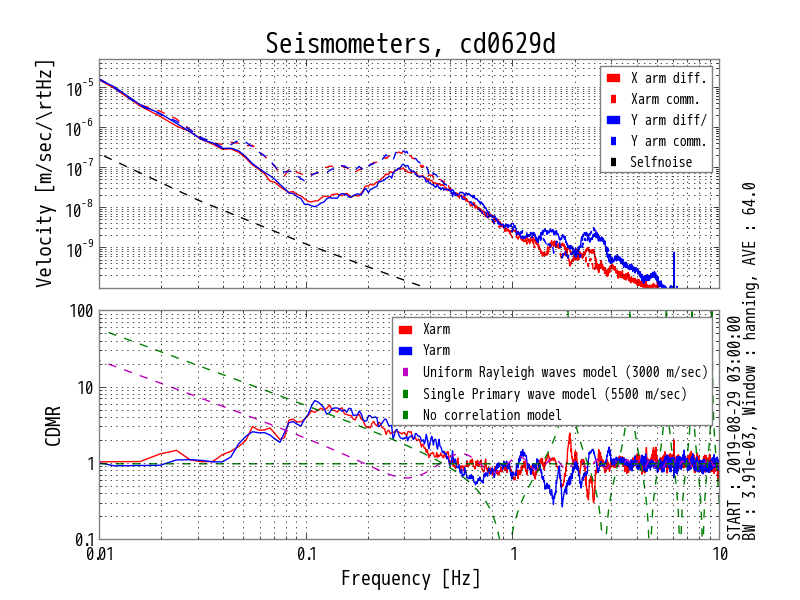 Seismometers, cd0629d
Velocity [m/sec/\rtHz]
10^-5
10^-6
10^-7
10^-8
10^-9
X arm diff.
Xarm comm.
Y arm diff/
Y arm comm.
Selfnoise
CDMR
100
10
1
0.1
Xarm
Yarm
Uniform Rayleigh waves model (3000 m/sec)
Single Primary wave model (5500 m/sec)
No correlation model
0.01
0.1
1
10
Frequency [Hz]
START : 2019-08-29 03:00:00
BW : 3.91e-03, Window : hanning, AVE : 64.0